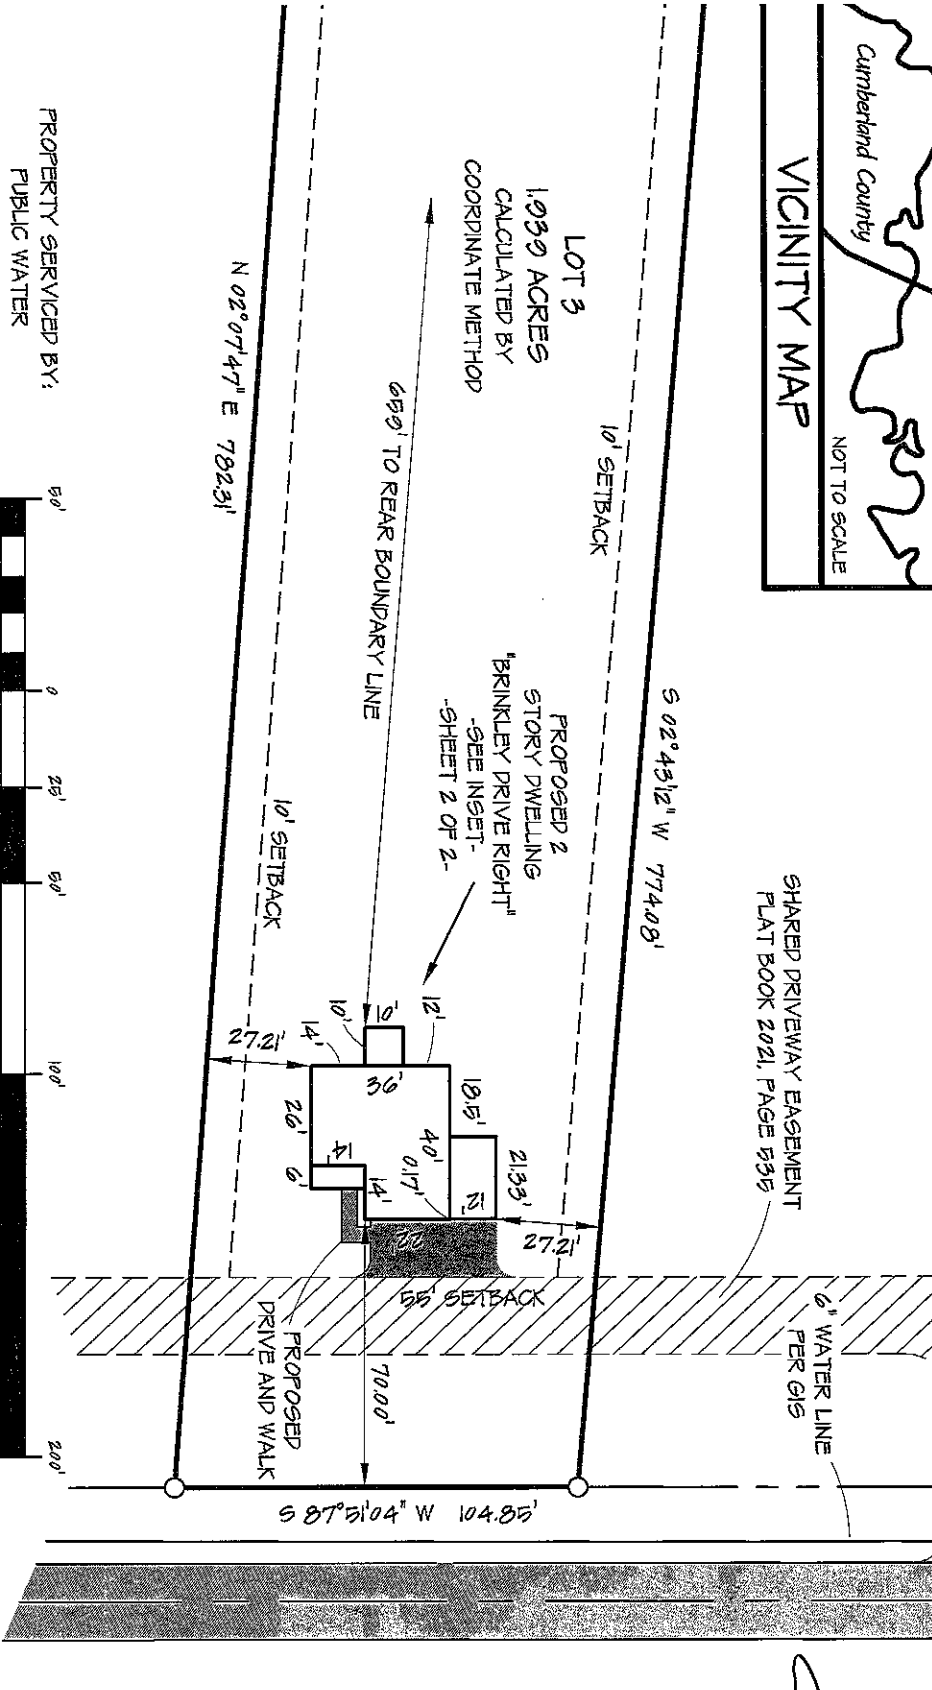 Cumberland County
NOT TO SCALE
VICINITY MAP
LOT 3
1.939 ACRES
CALCULATED BY
COORDINATE METHOD
10' SETBACK
S 02°43'12" W 774.08'
SHARED DRIVEWAY EASEMENT
PLAT BOOK 2021, PAGE 535
6" WATER LINE
PER GIS
659' TO REAR BOUNDARY LINE
PROPOSED 2
STORY DWELLING
"BRINKLEY DRIVE RIGHT"
-SEE INSET-
-SHEET 2 OF 2-
12'
10'
10'
14'
36'
18.5'
21.33'
40'
0.17'
12'
26'
14'
6'
14'
22'
27.21'
27.21'
55' SETBACK
70.00'
PROPOSED
DRIVE AND WALK
S 87°51'04" W 104.85'
10' SETBACK
N 02°07'47" E 782.31'
PROPERTY SERVICED BY:
PUBLIC WATER
50' 0 25' 50' 100' 200'